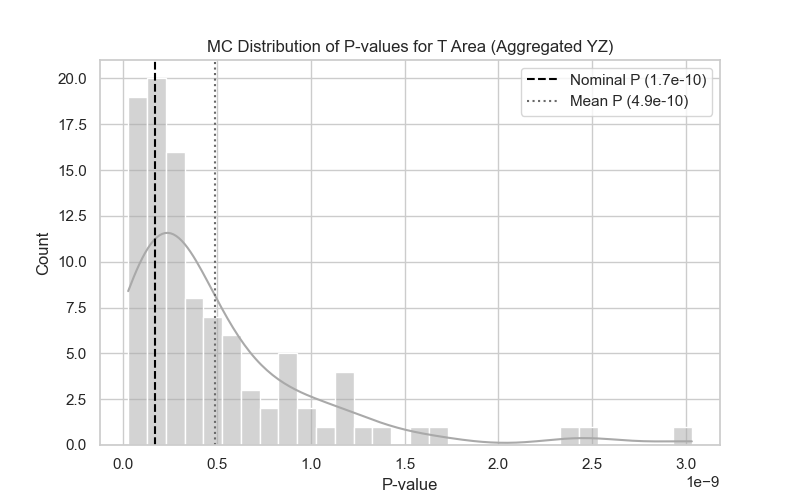 MC Distribution of P-values for T Area (Aggregated YZ)
Nominal P (1.7e-10)
Mean P (4.9e-10)
20.0
17.5
15.0
12.5
10.0
7.5
5.0
2.5
0.0
Count
0.0 0.5 1.0 1.5 2.0 2.5 3.0
1e−9
P-value